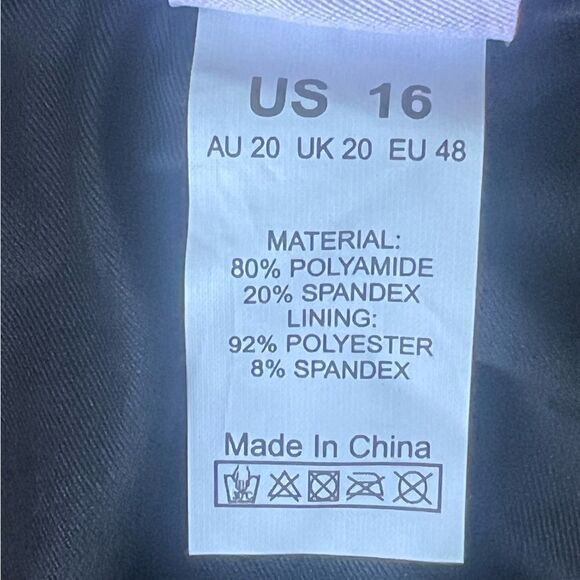 US 16
AU 20 UK 20 EU 48
MATERIAL:
80% POLYAMIDE
20% SPANDEX
LINING:
92% POLYESTER
8% SPANDEX
Made In China